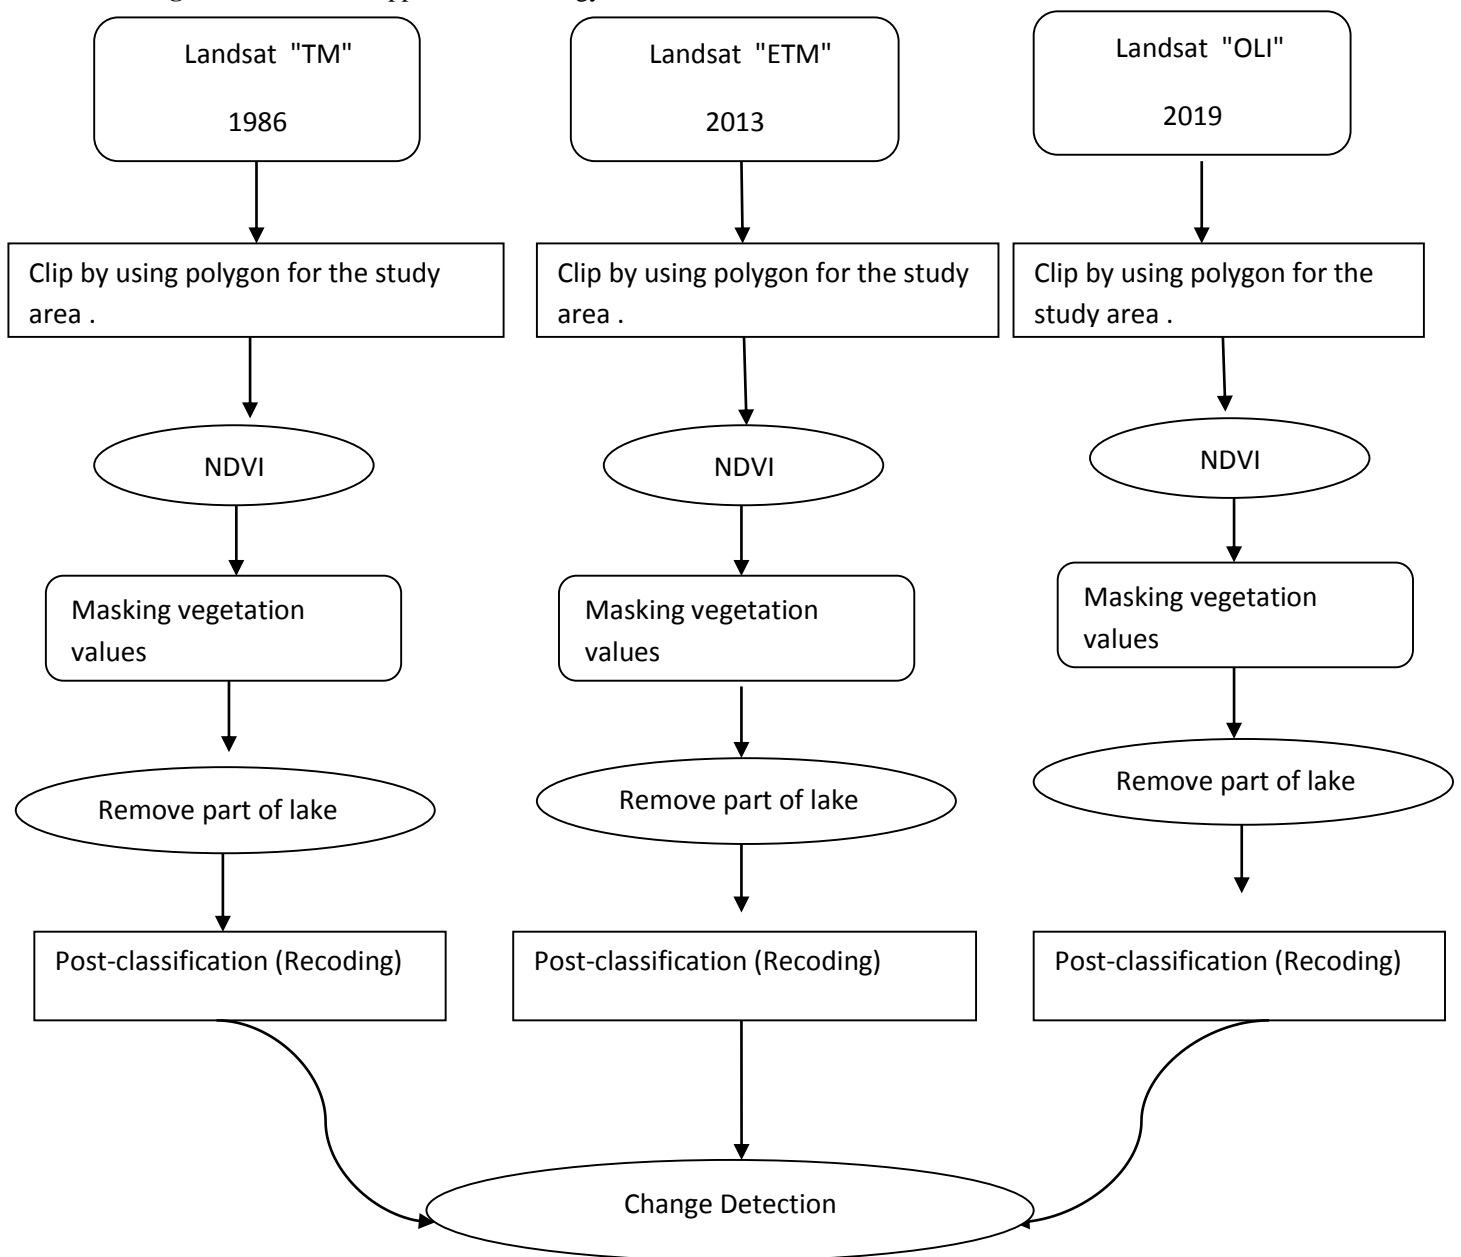 Landsat "TM"
1986
Landsat "ETM"
2013
Landsat "OLI"
2019
Clip by using polygon for the study
area .
Clip by using polygon for the study
area .
Clip by using polygon for the
study area .
NDVI
NDVI
NDVI
Masking vegetation
values
Masking vegetation
values
Masking vegetation
values
Remove part of lake
Remove part of lake
Remove part of lake
Post-classification (Recoding)
Post-classification (Recoding)
Post-classification (Recoding)
Change Detection